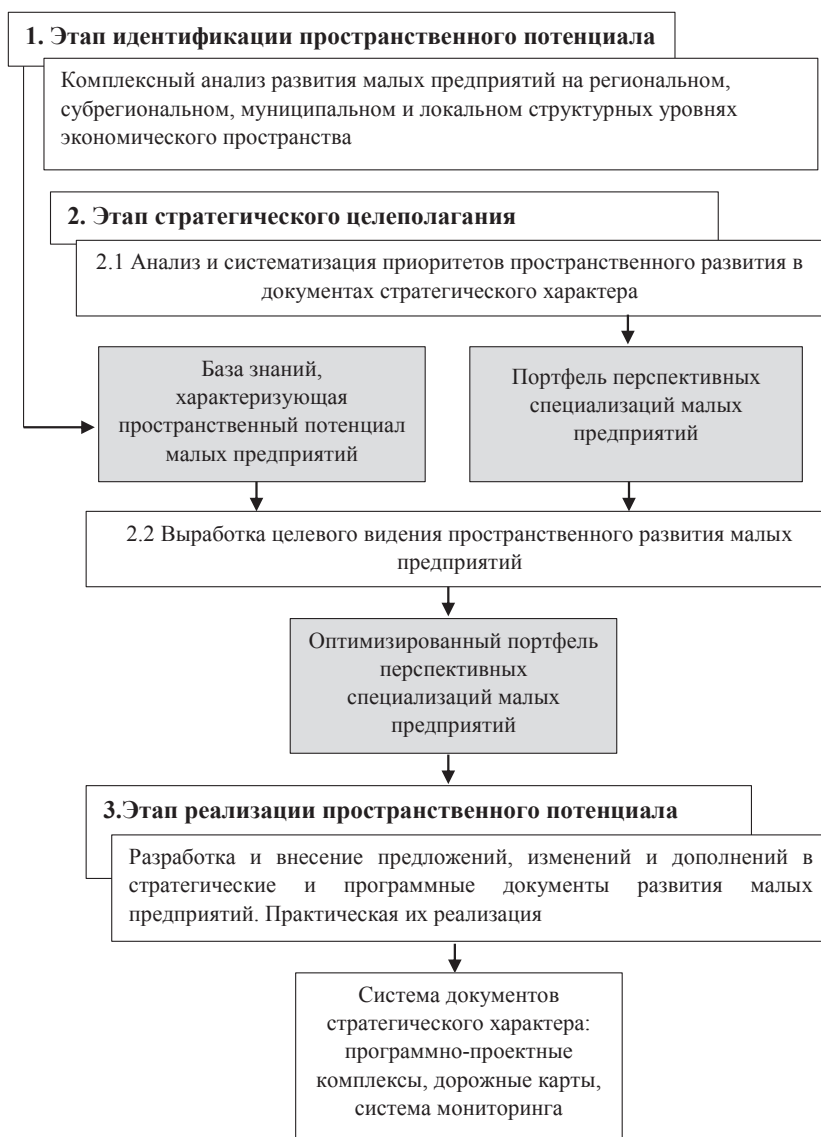 1. Этап идентификации пространственного потенциала
Комплексный анализ развития малых предприятий на региональном,
субрегиональном, муниципальном и локальном структурных уровнях
экономического пространства
2. Этап стратегического целеполагания
2.1 Анализ и систематизация приоритетов пространственного развития в
документах стратегического характера
База знаний,
характеризующая
пространственный потенциал
малых предприятий
Портфель перспективных
специализаций малых
предприятий
2.2 Выработка целевого видения пространственного развития малых
предприятий
Оптимизированный портфель
перспективных
специализаций малых
предприятий
3.Этап реализации пространственного потенциала
Разработка и внесение предложений, изменений и дополнений в
стратегические и программные документы развития малых
предприятий. Практическая их реализация
Система документов
стратегического характера:
программно-проектные
комплексы, дорожные карты,
система мониторинга